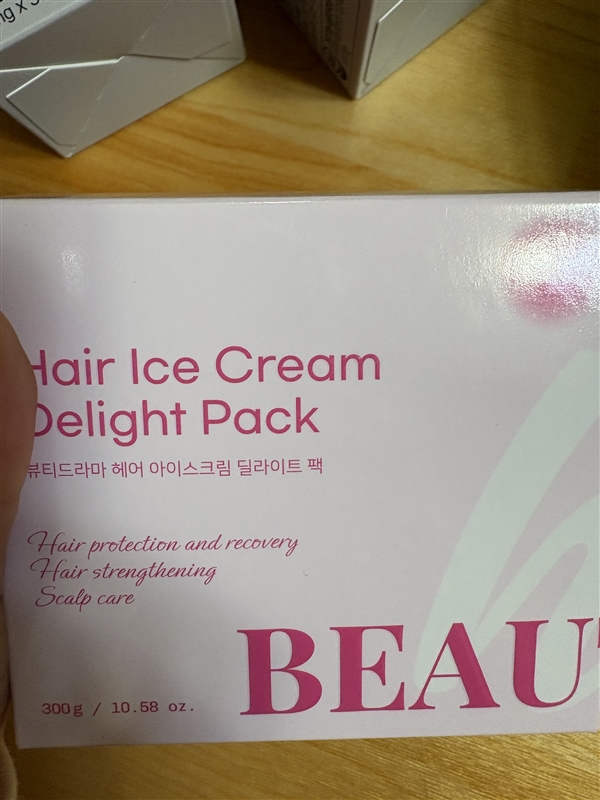 Hair Ice Cream
Delight Pack
뷰티드라마 헤어 아이스크림 딜라이트 팩
Hair protection and recovery
Hair strengthening
Scalp care
BEAUT
300g / 10.58 oz.